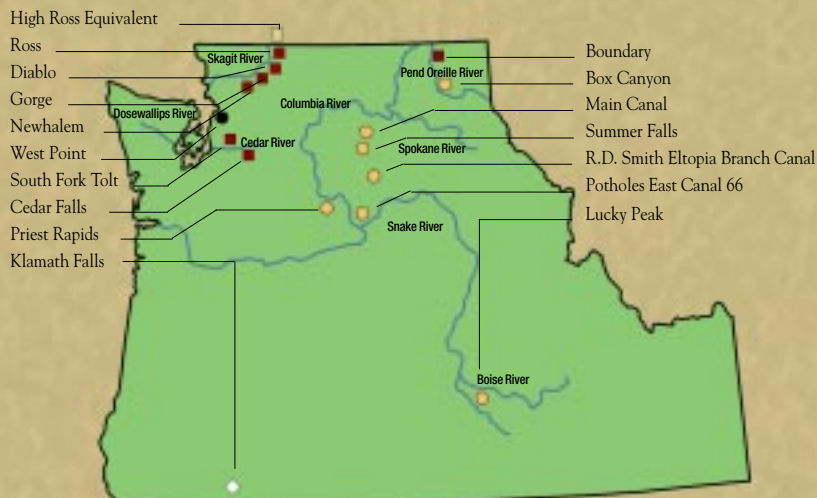 High Ross Equivalent
Ross
Diablo
Gorge
Newhalem
West Point
South Fork Tolt
Cedar Falls
Priest Rapids
Klamath Falls
Skagit River
Dosewallips River
Columbia River
Cedar River
Pend Oreille River
Spokane River
Snake River
Boise River
Boundary
Box Canyon
Main Canal
Summer Falls
R.D. Smith Eltopia Branch Canal
Potholes East Canal 66
Lucky Peak